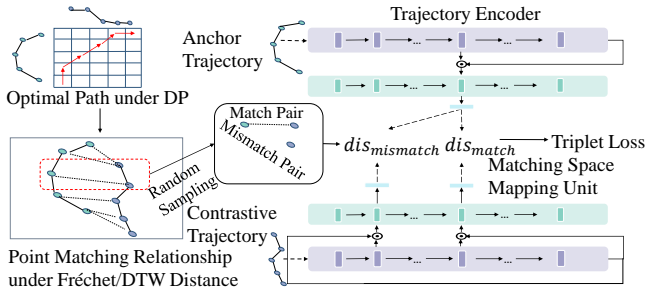 Trajectory Encoder
Anchor
Trajectory
Optimal Path under DP
Match Pair
Mismatch Pair
Random
Sampling
dis_mismatch dis_match
Triplet Loss
Matching Space
Mapping Unit
Contrastive
Trajectory
Point Matching Relationship
under Fréchet/DTW Distance
...
...
...
...
...
...
...
...